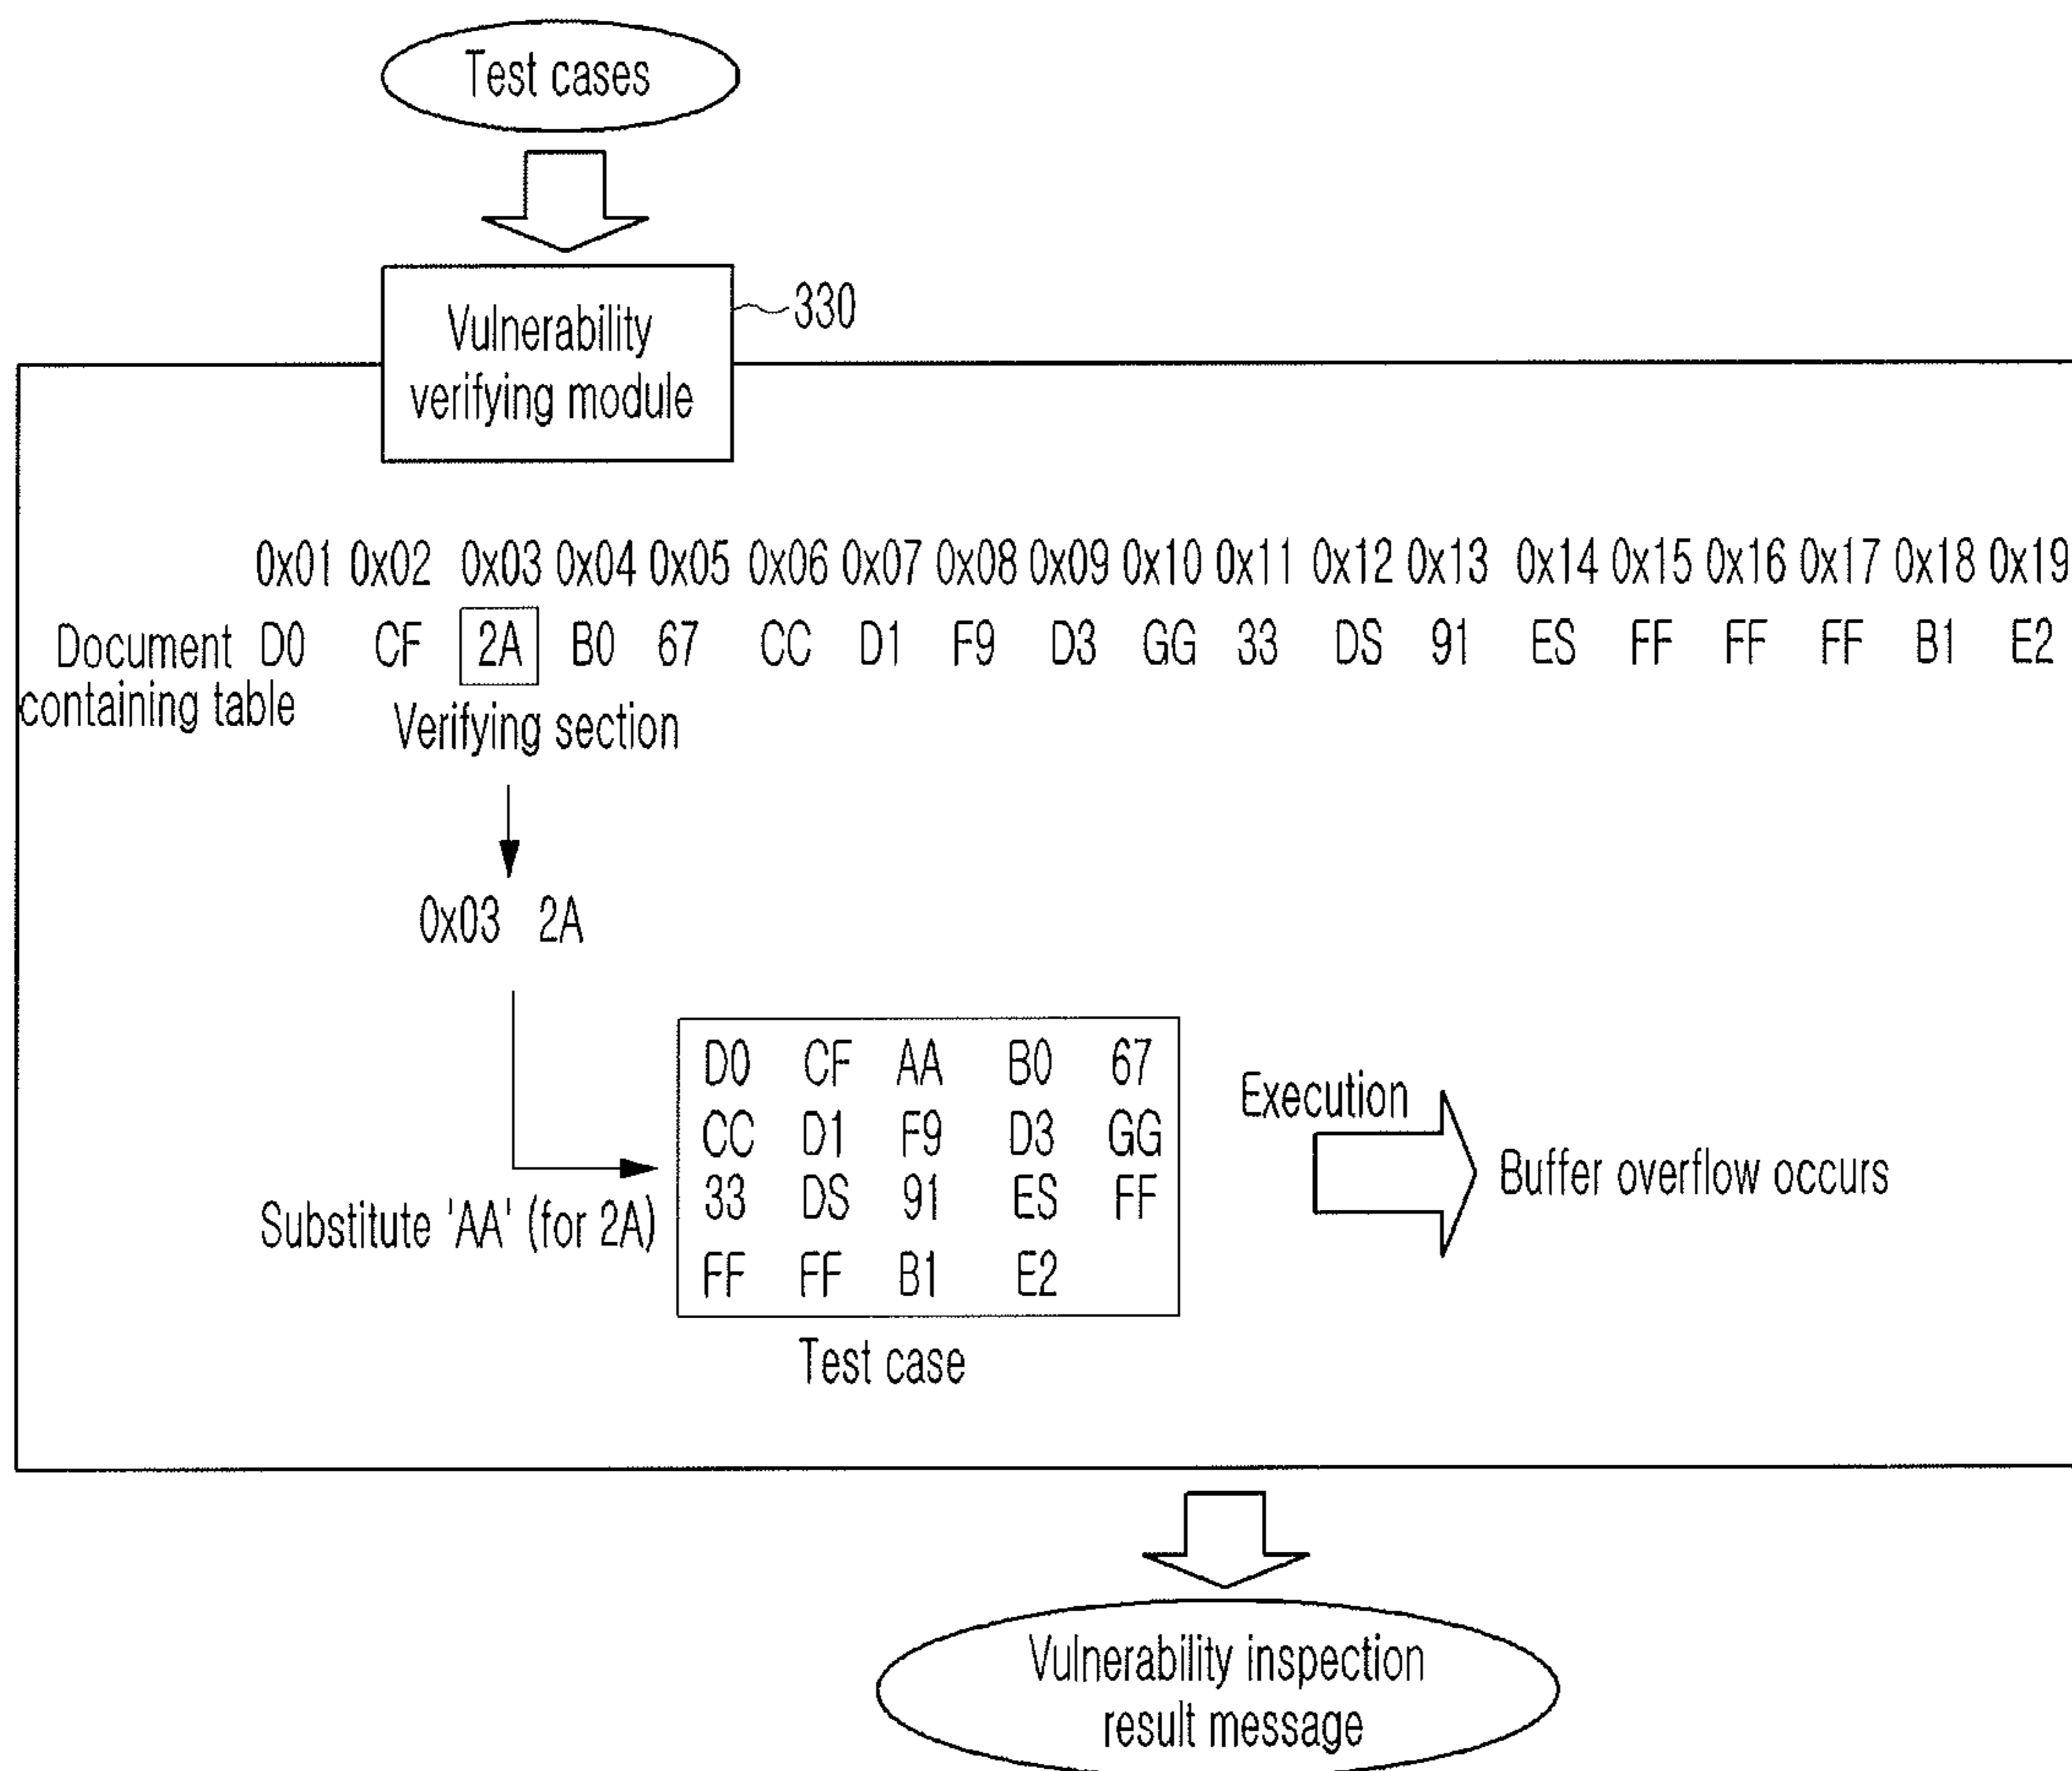 Test cases
Vulnerability
verifying module
330
0x01 0x02 0x03 0x04 0x05 0x06 0x07 0x08 0x09 0x10 0x11 0x12 0x13 0x14 0x15 0x16 0x17 0x18 0x19
Document D0 CF 2A B0 67 CC D1 F9 D3 GG 33 DS 91 ES FF FF FF B1 E2
containing table
Verifying section
0x03 2A
Substitute 'AA' (for 2A)
D0 CF AA B0 67
CC D1 F9 D3 GG
33 DS 91 ES FF
FF FF B1 E2
Test case
Execution
Buffer overflow occurs
Vulnerability inspection
result message